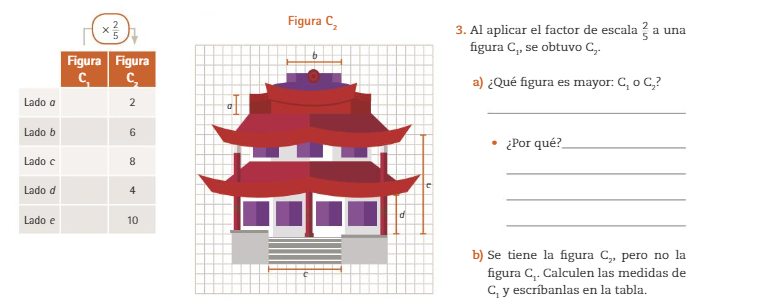 × 2/5
Figura C₁ Figura C₂
Lado a 2
Lado b 6
Lado c 8
Lado d 4
Lado e 10
Figura C₂
b
a
e
d
c
3. Al aplicar el factor de escala 2/5 a una
figura C₁, se obtuvo C₂.
a) ¿Qué figura es mayor: C₁ o C₂?
• ¿Por qué?
b) Se tiene la figura C₂, pero no la
figura C₁. Calculen las medidas de
C₁ y escríbanlas en la tabla.